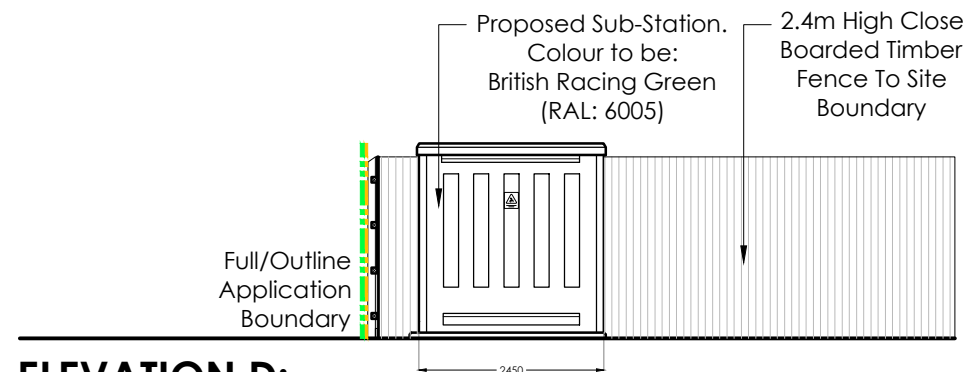 Proposed Sub-Station.
Colour to be:
British Racing Green
(RAL: 6005)
2.4m High Close
Boarded Timber
Fence To Site
Boundary
Full/Outline
Application
Boundary
2450
ELEVATION D: